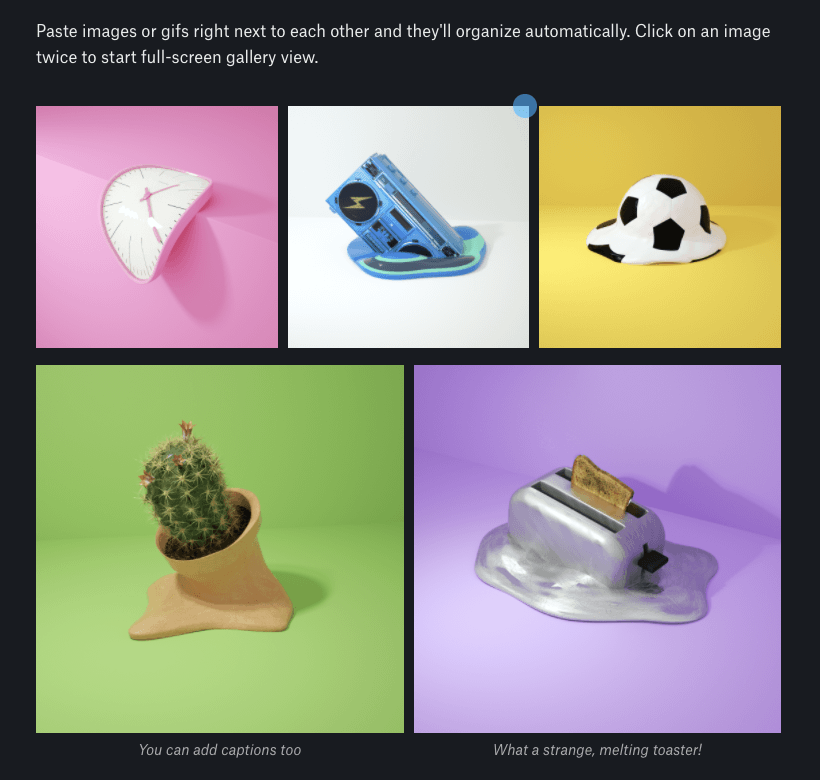 Paste images or gifs right next to each other and they'll organize automatically. Click on an image
twice to start full-screen gallery view.
You can add captions too
What a strange, melting toaster!